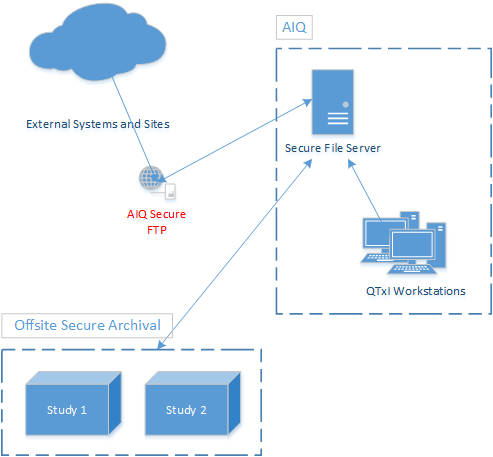 AIQ
External Systems and Sites
Secure File Server
AIQ Secure
FTP
QTxI Workstations
Offsite Secure Archival
Study 1
Study 2